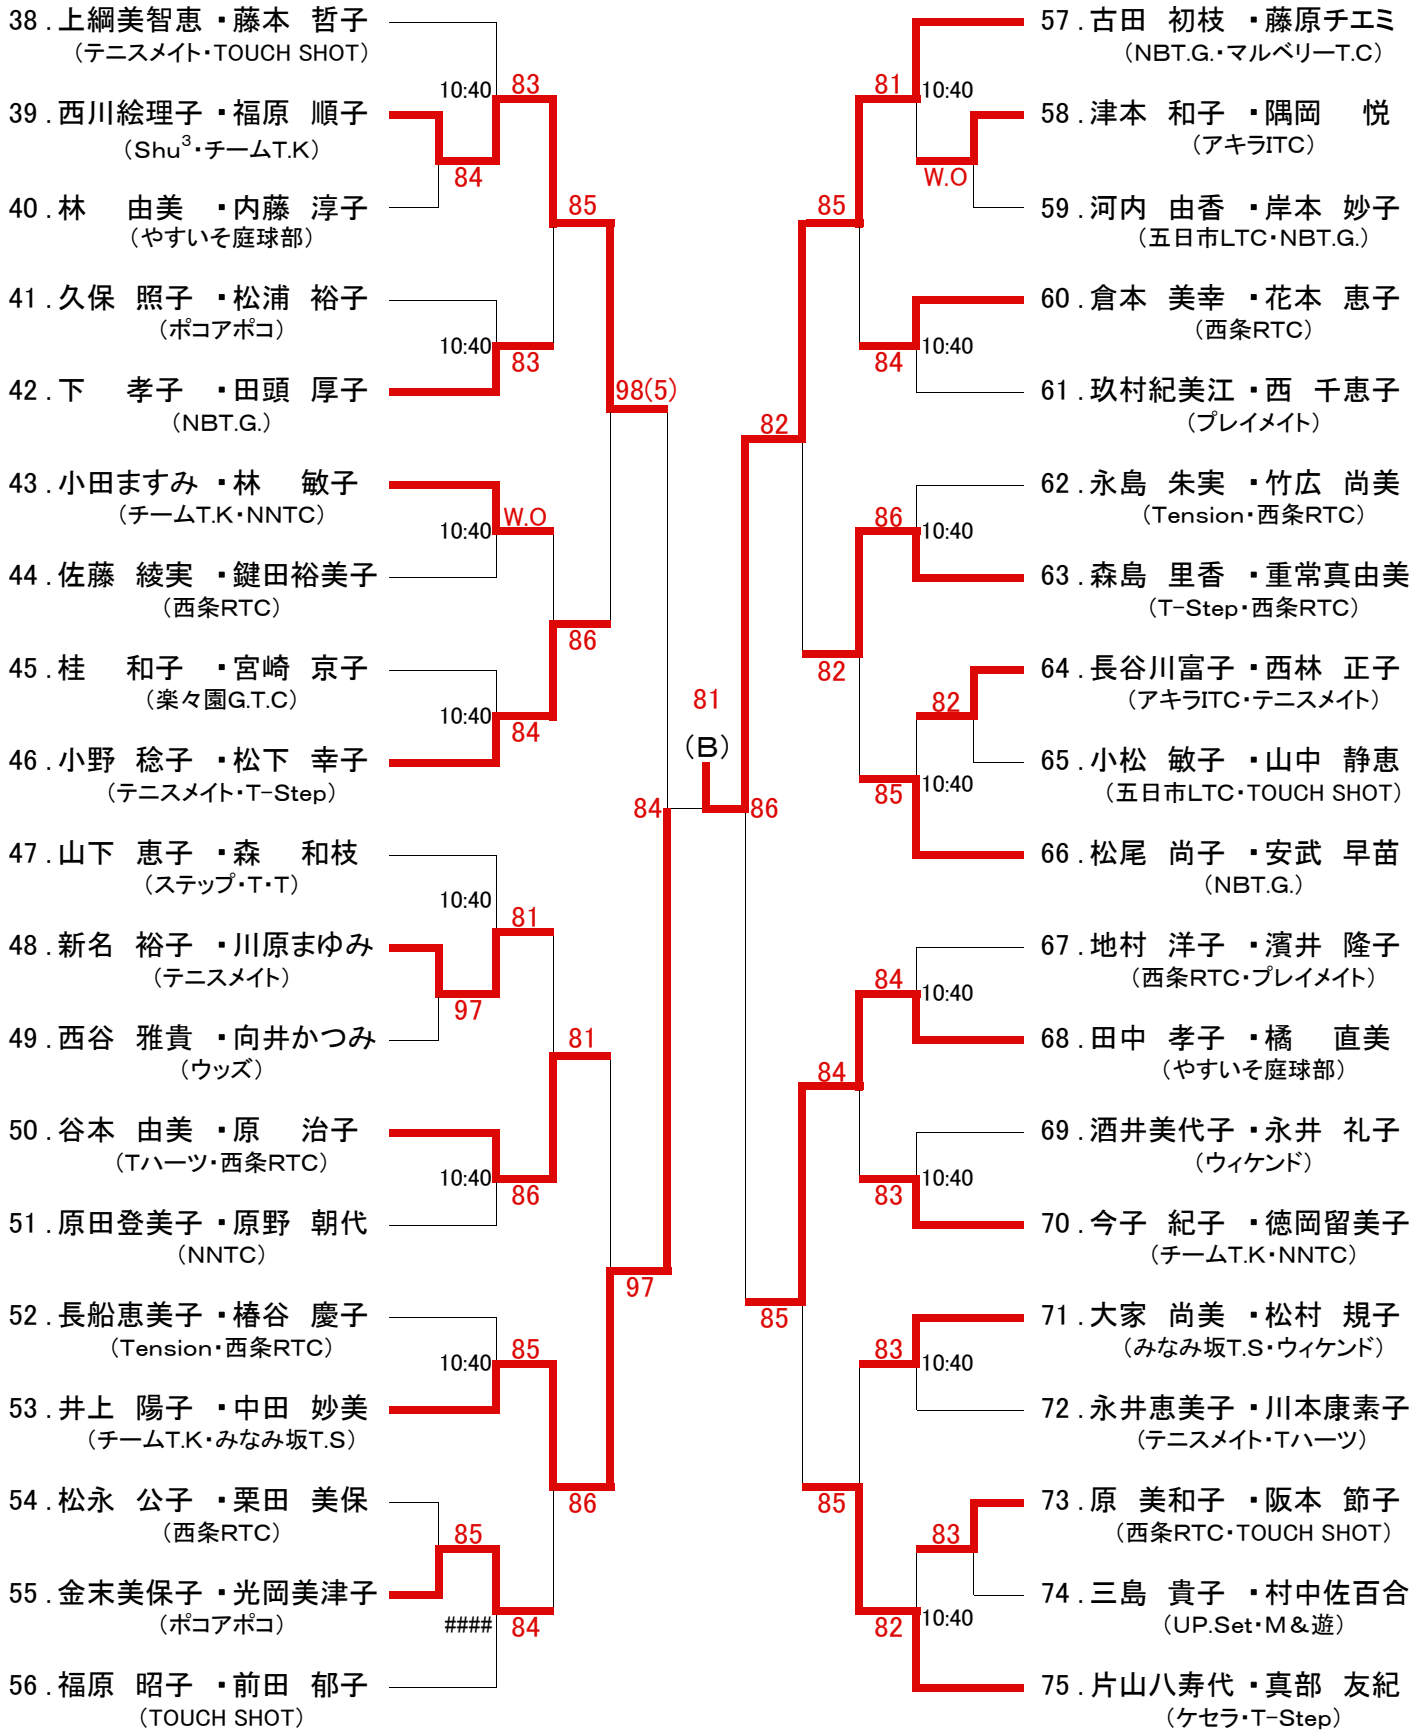 38．上綱美智恵・藤本 哲子
（テニスメイト・TOUCH SHOT）
10:40 83
39．西川絵理子・福原 順子
（Shu³・チームT.K）
84
40．林 由美・内藤 淳子
（やすいそ庭球部）
85
41．久保 照子・松浦 裕子
（ポコアポコ）
10:40 83
42．下 孝子・田頭 厚子
（NBT.G.）
98(5)
43．小田ますみ・林 敏子
（チームT.K・NNTC）
10:40 W.O
44．佐藤 綾実・鍵田裕美子
（西条RTC）
86
45．桂 和子・宮崎 京子
（楽々園G.T.C）
10:40 84
46．小野 稔子・松下 幸子
（テニスメイト・T-Step）
84
47．山下 恵子・森 和枝
（ステップ・T・T）
10:40 81
48．新名 裕子・川原まゆみ
（テニスメイト）
97
49．西谷 雅貴・向井かつみ
（ウッズ）
81
50．谷本 由美・原 治子
（Tハーツ・西条RTC）
10:40 86
51．原田登美子・原野 朝代
（NNTC）
97
52．長船恵美子・椿谷 慶子
（Tension・西条RTC）
10:40 85
53．井上 陽子・中田 妙美
（チームT.K・みなみ坂T.S）
86
54．松永 公子・栗田 美保
（西条RTC）
85
55．金末美保子・光岡美津子
（ポコアポコ）
#### 84
56．福原 昭子・前田 郁子
（TOUCH SHOT）
81
（B）
86
57．古田 初枝・藤原チエミ
（NBT.G.・マルベリーT.C）
81 10:40
58．津本 和子・隅岡 悦
（アキラITC）
W.O
59．河内 由香・岸本 妙子
（五日市LTC・NBT.G.）
85
60．倉本 美幸・花本 恵子
（西条RTC）
84 10:40
61．玖村紀美江・西 千恵子
（プレイメイト）
82
62．永島 朱実・竹広 尚美
（Tension・西条RTC）
86 10:40
63．森島 里香・重常真由美
（T-Step・西条RTC）
82
64．長谷川富子・西林 正子
（アキラITC・テニスメイト）
82
65．小松 敏子・山中 静恵
（五日市LTC・TOUCH SHOT）
85 10:40
66．松尾 尚子・安武 早苗
（NBT.G.）
67．地村 洋子・濱井 隆子
（西条RTC・プレイメイト）
84 10:40
68．田中 孝子・橘 直美
（やすいそ庭球部）
84
69．酒井美代子・永井 礼子
（ウィケンド）
83 10:40
70．今子 紀子・徳岡留美子
（チームT.K・NNTC）
85
71．大家 尚美・松村 規子
（みなみ坂T.S・ウィケンド）
83 10:40
72．永井恵美子・川本康素子
（テニスメイト・Tハーツ）
85
73．原 美和子・阪本 節子
（西条RTC・TOUCH SHOT）
83
74．三島 貴子・村中佐百合
（UP.Set・M＆遊）
82 10:40
75．片山八寿代・真部 友紀
（ケセラ・T-Step）